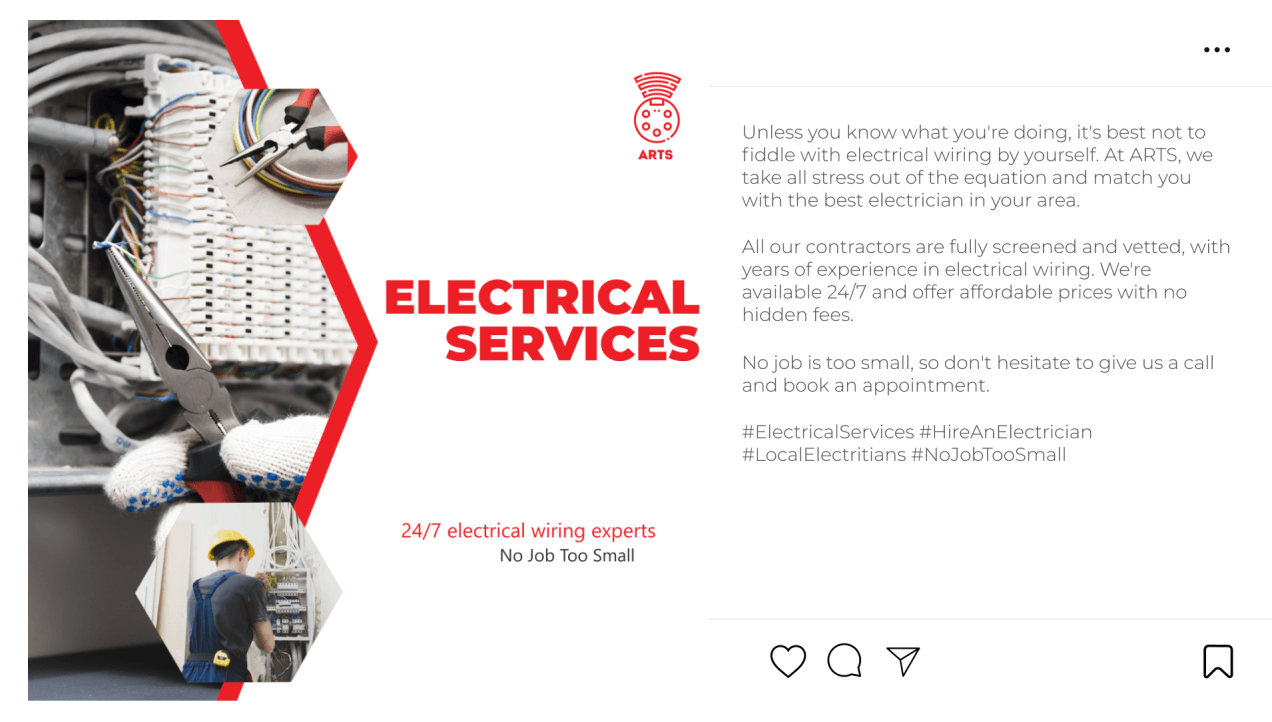 ARTS
ELECTRICAL
SERVICES
24/7 electrical wiring experts
No Job Too Small
Unless you know what you're doing, it's best not to
fiddle with electrical wiring by yourself. At ARTS, we
take all stress out of the equation and match you
with the best electrician in your area.
All our contractors are fully screened and vetted, with
years of experience in electrical wiring. We're
available 24/7 and offer affordable prices with no
hidden fees.
No job is too small, so don't hesitate to give us a call
and book an appointment.
#ElectricalServices #HireAnElectrician
#LocalElectritians #NoJobTooSmall